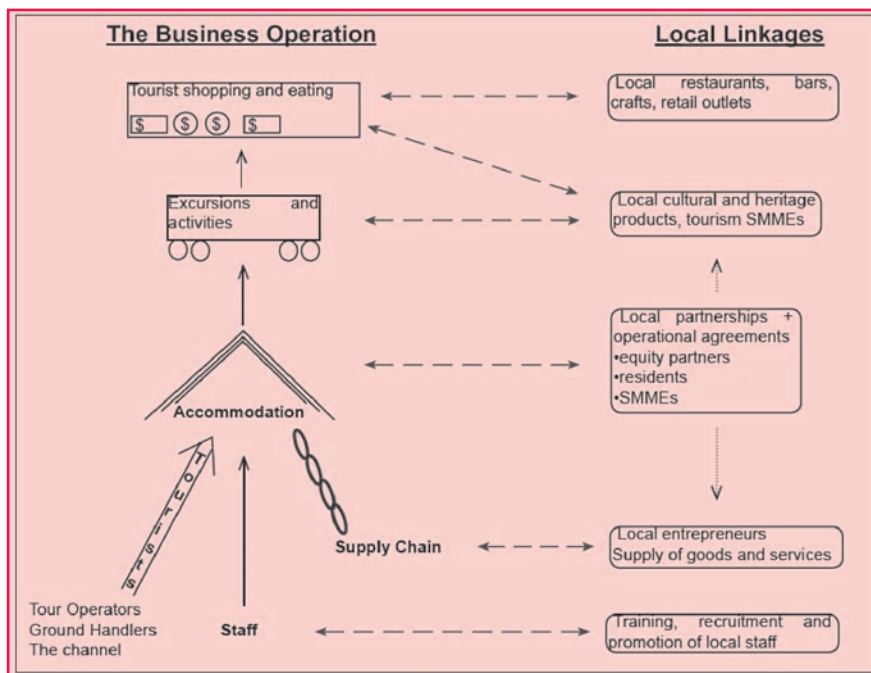 The Business Operation
Local Linkages
Tourist shopping and eating
$ $ $ $
Local restaurants, bars,
crafts, retail outlets
Excursions and
activities
Local cultural and heritage
products, tourism SMMEs
Local partnerships +
operational agreements
•equity partners
•residents
•SMMEs
Accommodation
Tourists
Supply Chain
Local entrepreneurs
Supply of goods and services
Tour Operators
Ground Handlers
The channel
Staff
Training, recruitment and
promotion of local staff